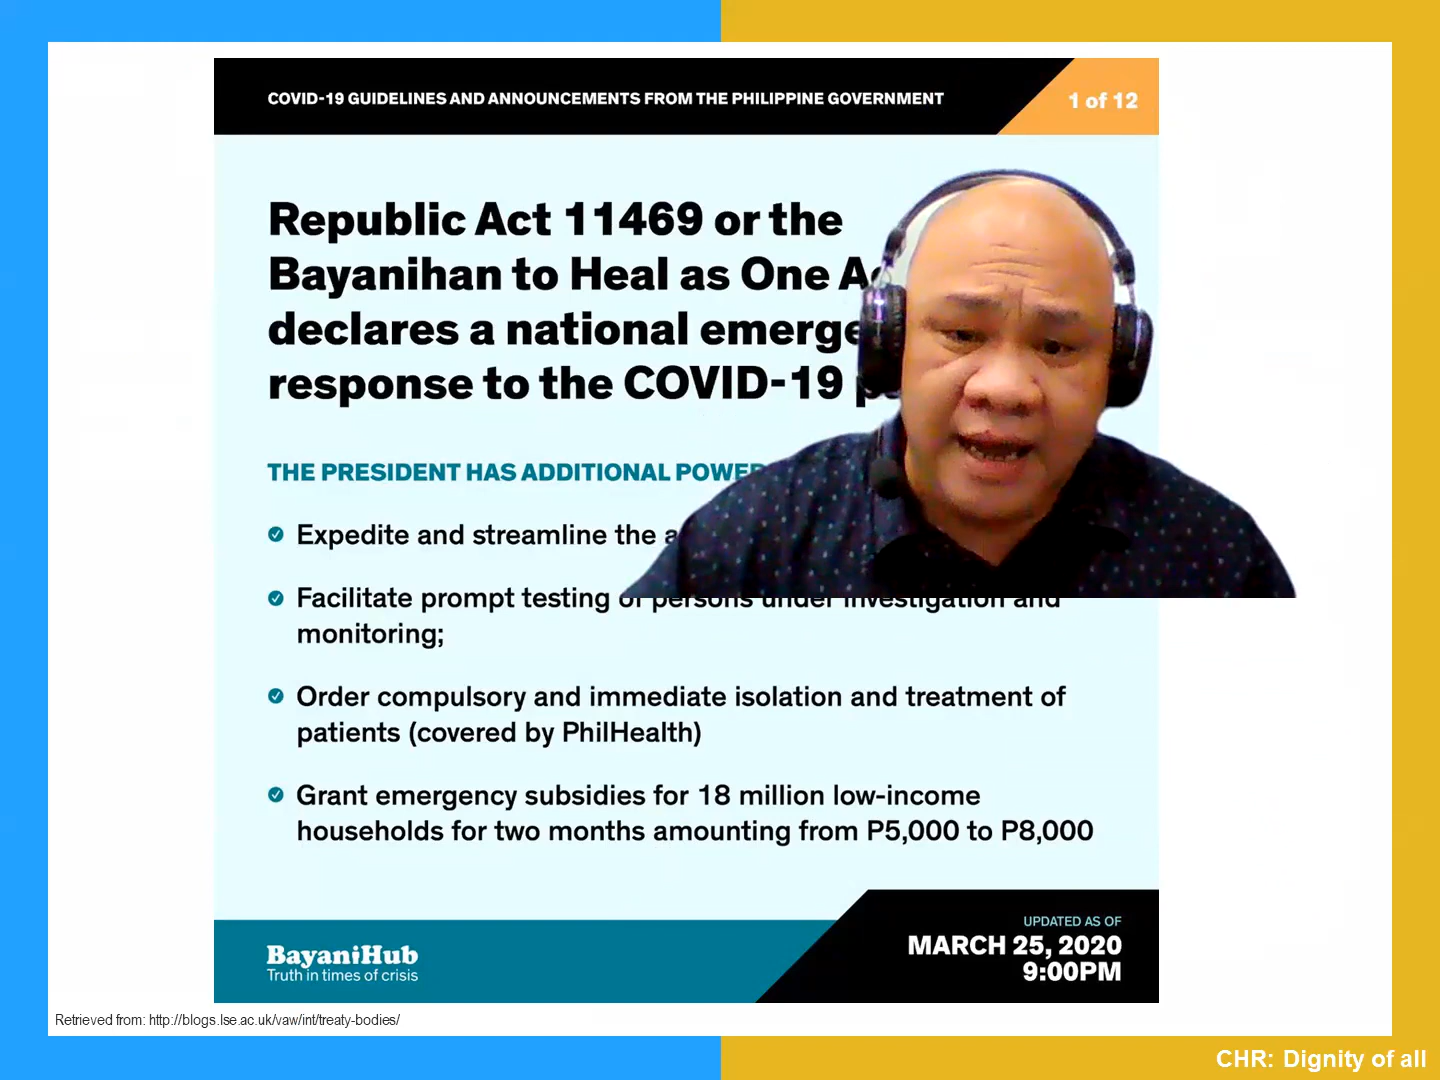 COVID-19 GUIDELINES AND ANNOUNCEMENTS FROM THE PHILIPPINE GOVERNMENT
1 of 12
Republic Act 11469 or the
Bayanihan to Heal as One
declares a national
response to the COVID-19
THE PRESIDENT HAS ADDITIONAL
Expedite and streamline the
Facilitate prompt testing of persons under investigation and
monitoring;
Order compulsory and immediate isolation and treatment of
patients (covered by PhilHealth)
Grant emergency subsidies for 18 million low-income
households for two months amounting from P5,000 to P8,000
BayaniHub
Truth in times of crisis
UPDATED AS OF
MARCH 25, 2020
9:00PM
Retrieved from: http://blogs.lse.ac.uk/vaw/int/treaty-bodies/
CHR: Dignity of all